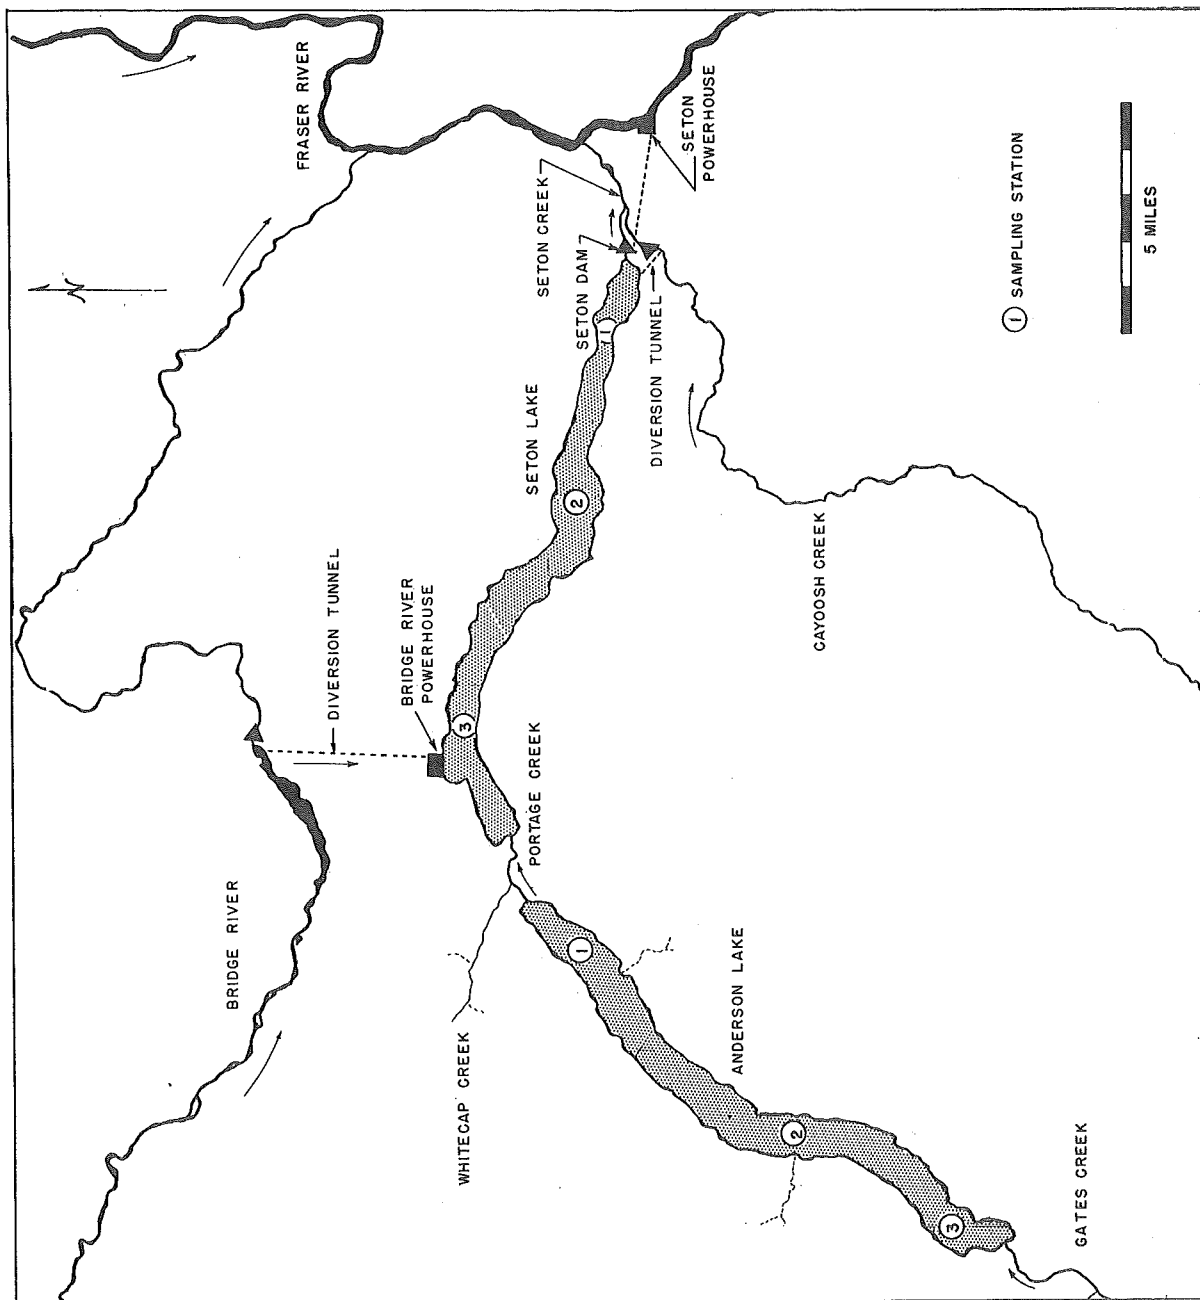 FRASER RIVER
SETON
POWERHOUSE
SETON CREEK
SETON DAM
DIVERSION TUNNEL
1 SAMPLING STATION
5 MILES
SETON LAKE
1
2
3
DIVERSION TUNNEL
BRIDGE RIVER
POWERHOUSE
CAYOOSH CREEK
PORTAGE CREEK
BRIDGE RIVER
WHITECAP CREEK
ANDERSON LAKE
1
2
3
GATES CREEK